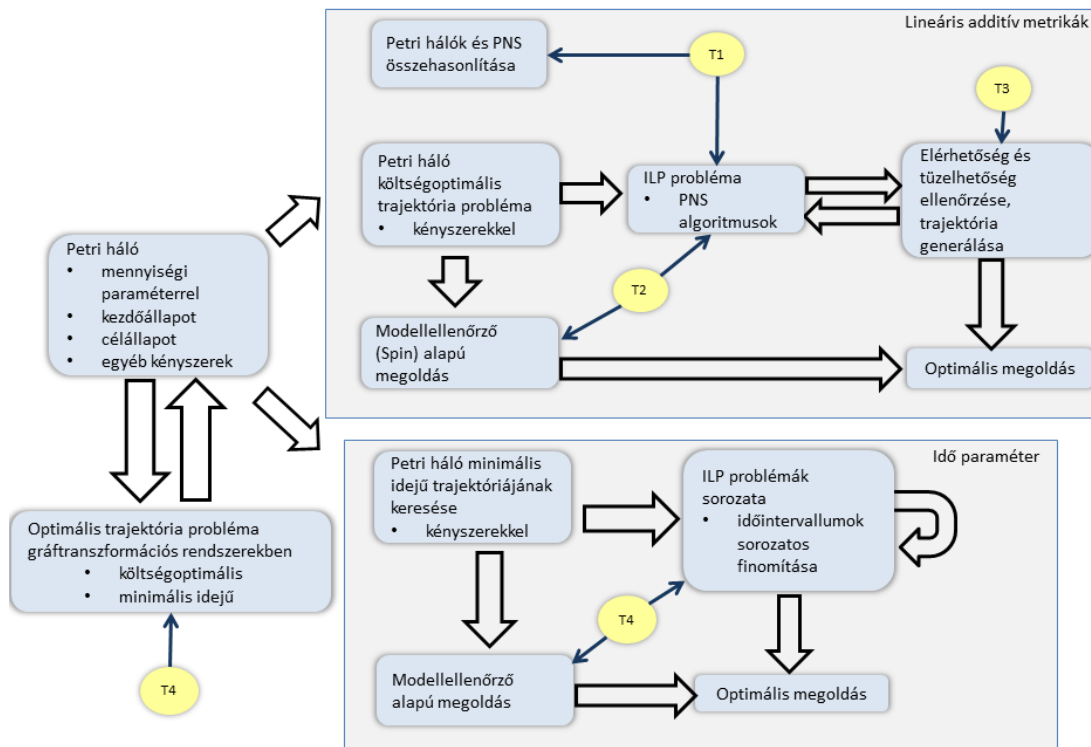 Lineáris additív metrikák
Petri hálók és PNS
összehasonlítása
T1
T3
Petri háló
költségoptimális
trajektória probléma
• kényszerekkel
ILP probléma
• PNS
algoritmusok
Elérhetőség és
tüzelhetőség
ellenőrzése,
trajektória
generálása
T2
Modellellenőrző
(Spin) alapú
megoldás
Optimális megoldás
Petri háló
• mennyiségi
paraméterrel
• kezdőállapot
• célállapot
• egyéb kényszerek
Optimális trajektória probléma
gráftranszformációs rendszerekben
• költségoptimális
• minimális idejű
T4
Idő paraméter
Petri háló minimális
idejű trajektóriájának
keresése
• kényszerekkel
ILP problémák
sorozata
• időintervallumok
sorozatos
finomítása
T4
Modellellenőrző
alapú megoldás
Optimális megoldás